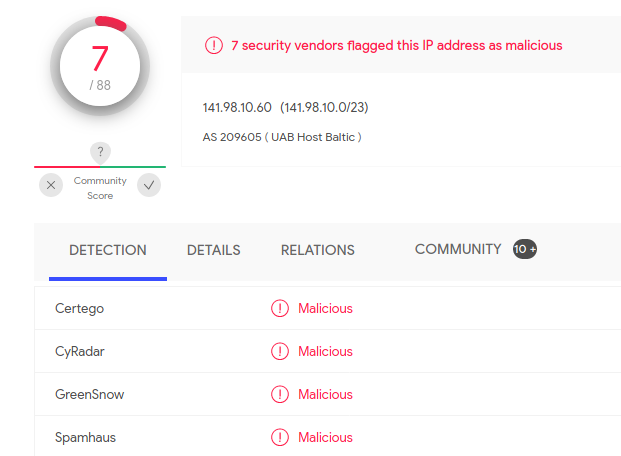 7
/ 88
?
Community
Score
7 security vendors flagged this IP address as malicious
141.98.10.60 (141.98.10.0/23)
AS 209605 ( UAB Host Baltic )
DETECTION DETAILS RELATIONS COMMUNITY 10 +
Certego Malicious
CyRadar Malicious
GreenSnow Malicious
Spamhaus Malicious